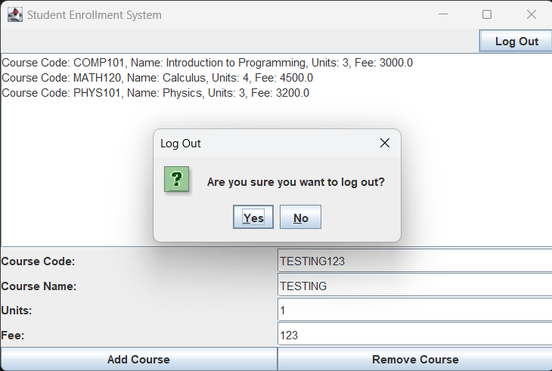 Student Enrollment System
Log Out
Course Code: COMP101, Name: Introduction to Programming, Units: 3, Fee: 3000.0
Course Code: MATH120, Name: Calculus, Units: 4, Fee: 4500.0
Course Code: PHYS101, Name: Physics, Units: 3, Fee: 3200.0
Log Out
? Are you sure you want to log out?
Yes No
Course Code: TESTING123
Course Name: TESTING
Units: 1
Fee: 123
Add Course Remove Course